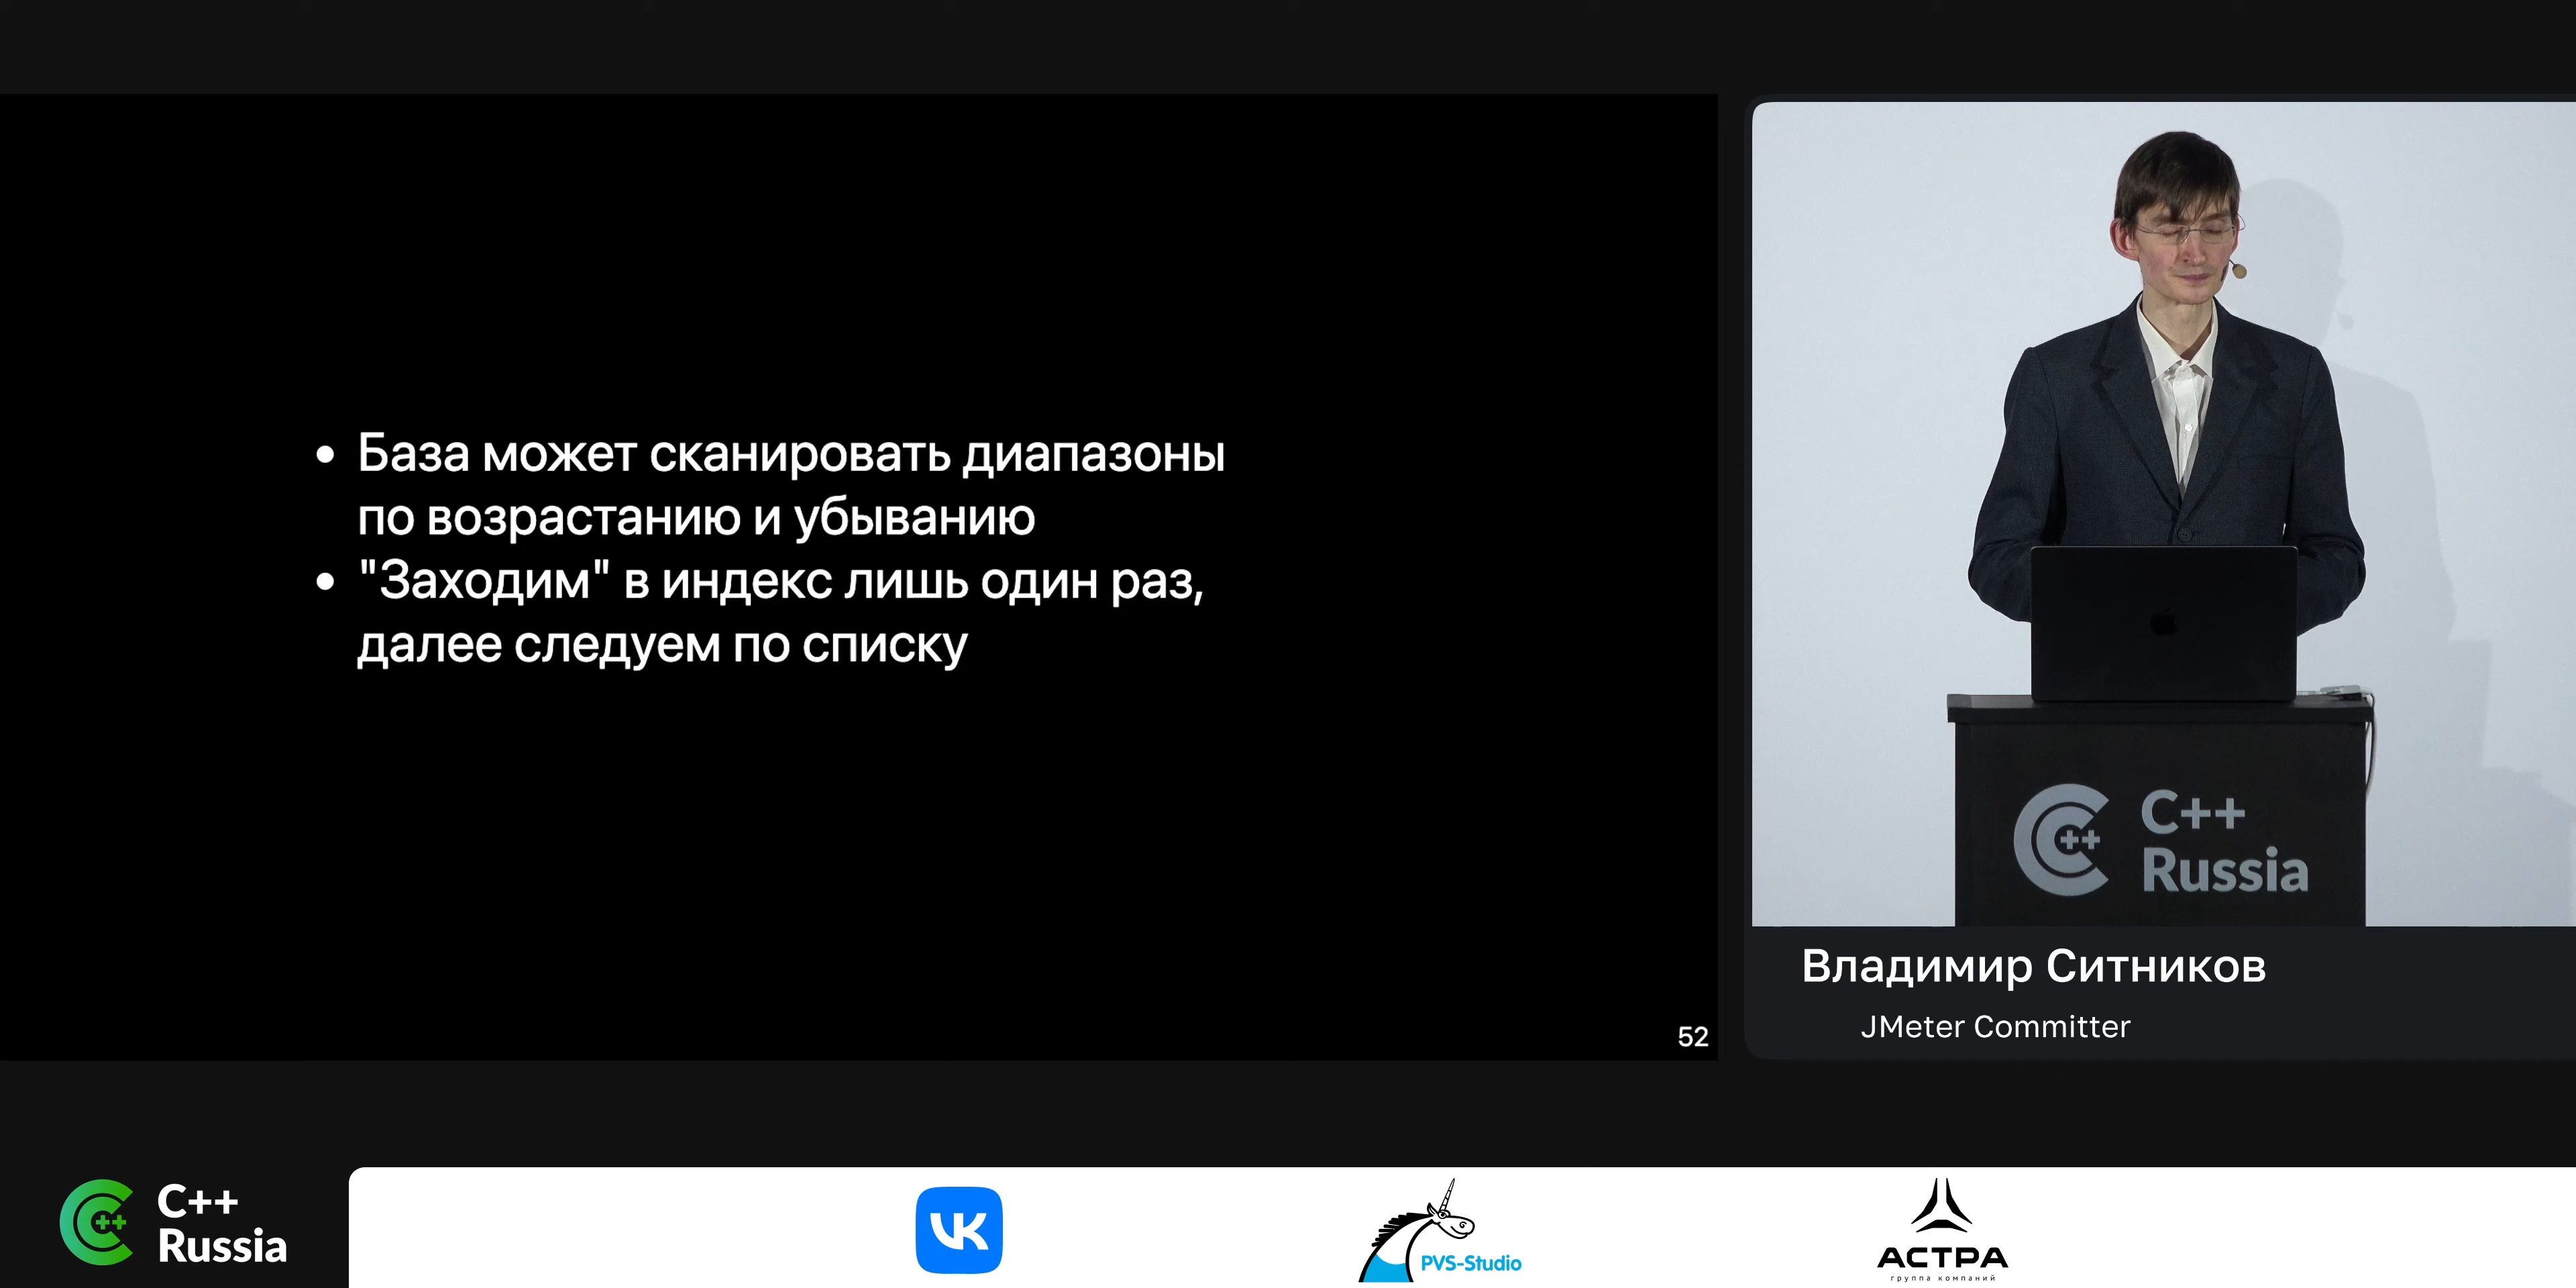 • База может сканировать диапазоны
по возрастанию и убыванию
• "Заходим" в индекс лишь один раз,
далее следуем по списку
52
C++
Russia
Владимир Ситников
JMeter Committer
C++
Russia
VK
PVS-Studio
АСТРА
группа компаний